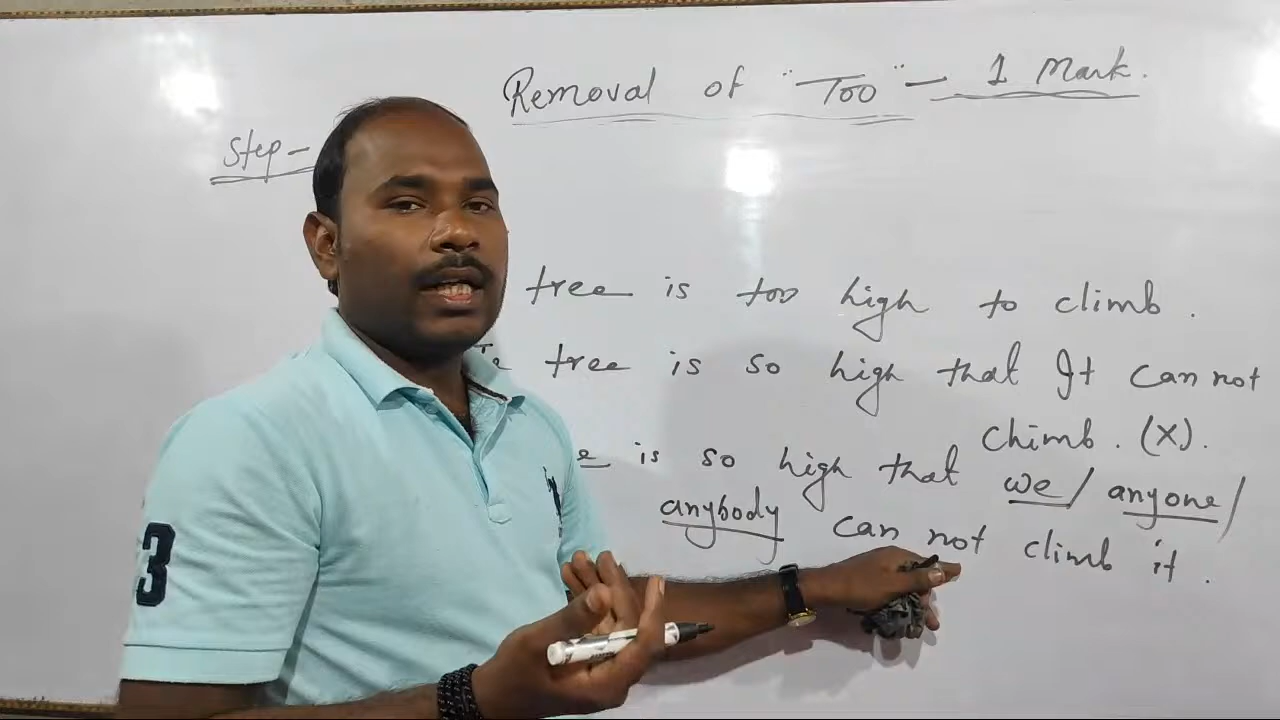 Removal of "Too" - 1 Mark.
Step-
tree is too high to climb.
tree is so high that It can not
Chimb. (X).
is so high that we/ anyone/
anybody can not climb it.
3